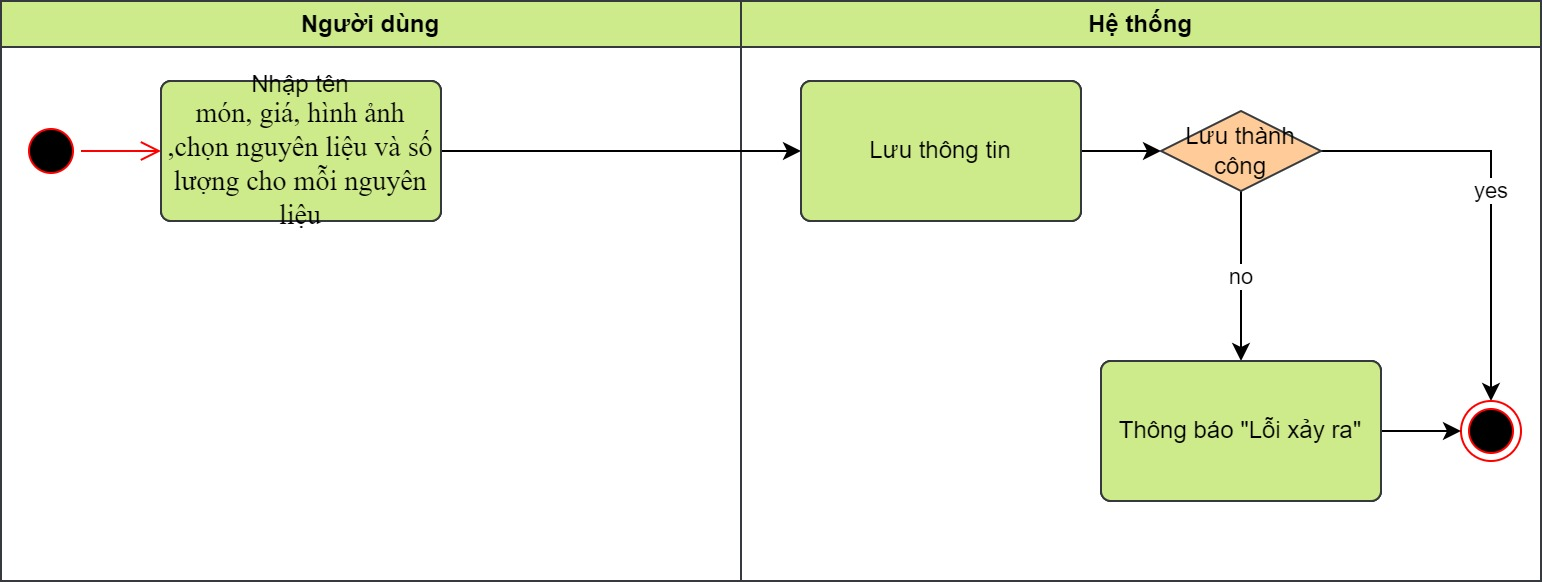 Người dùng
Hệ thống
Nhập tên
món, giá, hình ảnh
,chọn nguyên liệu và số
lượng cho mỗi nguyên
liệu
Lưu thông tin
Lưu thành
công
yes
no
Thông báo "Lỗi xảy ra"